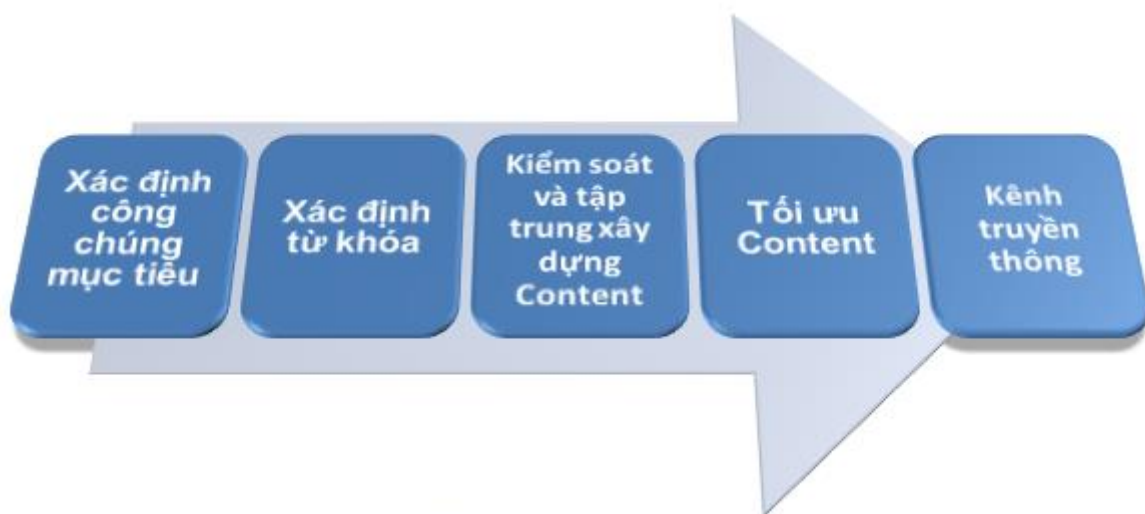 Xác định
công
chúng
mục tiêu
Xác định
từ khóa
Kiểm soát
và tập
trung xây
dựng
Content
Tối ưu
Content
Kênh
truyền
thông